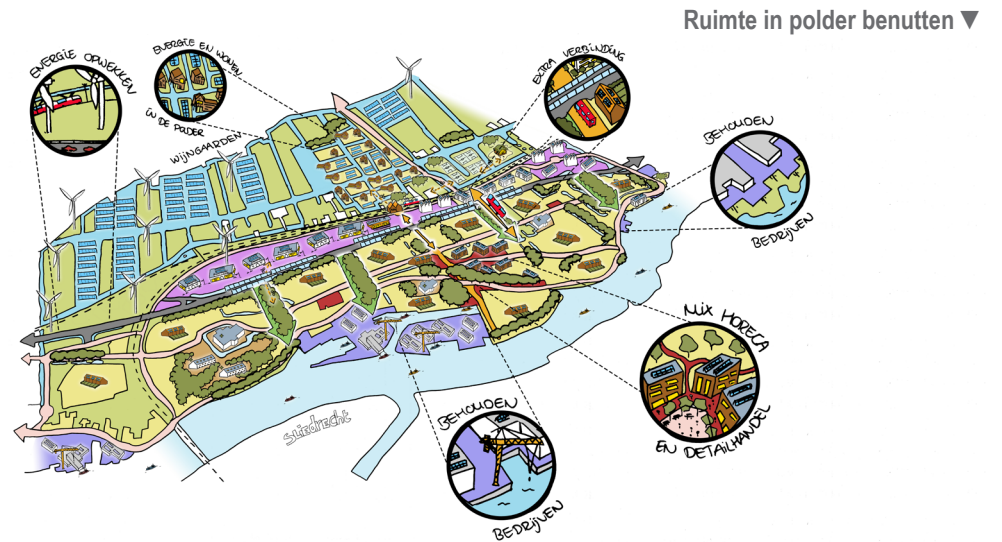 Ruimte in polder benutten ▼
ENERGIE OPWEKKEN
ENERGIE EN WONEN
IN DE POLDER
EXTRA VERBINDING
WIJNGAARDEN
BEHOUDEN
BEDRIJVEN
MIX HORECA
EN DETAILHANDEL
Sliedrecht
BEHOUDEN
BEDRIJVEN